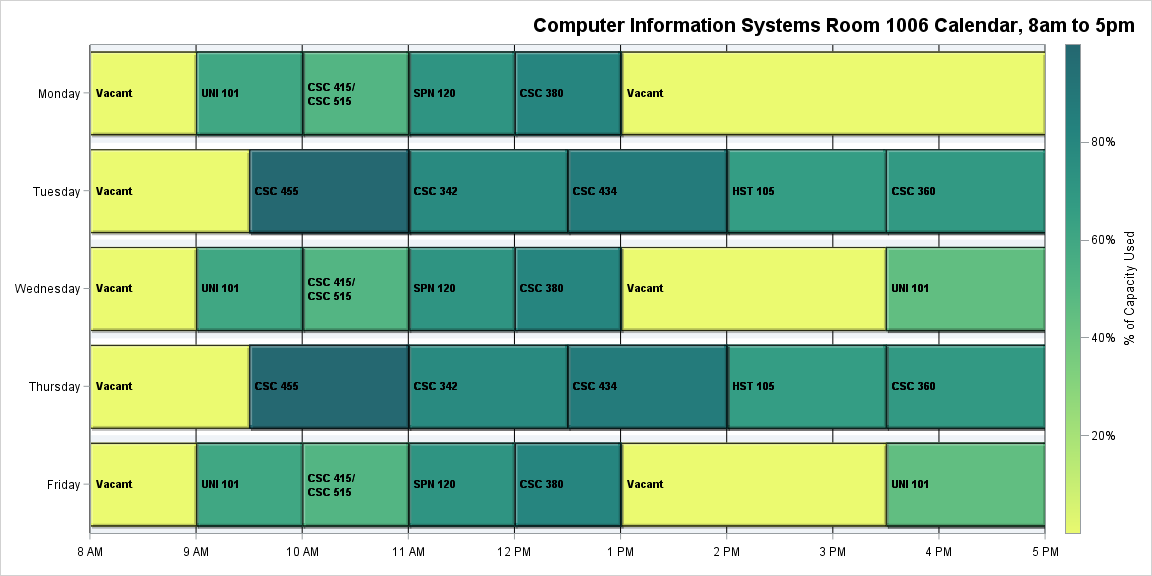 Computer Information Systems Room 1006 Calendar, 8am to 5pm
Monday
Vacant
UNI 101
CSC 415/
CSC 515
SPN 120
CSC 380
Vacant
Tuesday
Vacant
CSC 455
CSC 342
CSC 434
HST 105
CSC 360
Wednesday
Vacant
UNI 101
CSC 415/
CSC 515
SPN 120
CSC 380
Vacant
UNI 101
Thursday
Vacant
CSC 455
CSC 342
CSC 434
HST 105
CSC 360
Friday
Vacant
UNI 101
CSC 415/
CSC 515
SPN 120
CSC 380
Vacant
UNI 101
8 AM
9 AM
10 AM
11 AM
12 PM
1 PM
2 PM
3 PM
4 PM
5 PM
80%
60%
40%
20%
% of Capacity Used